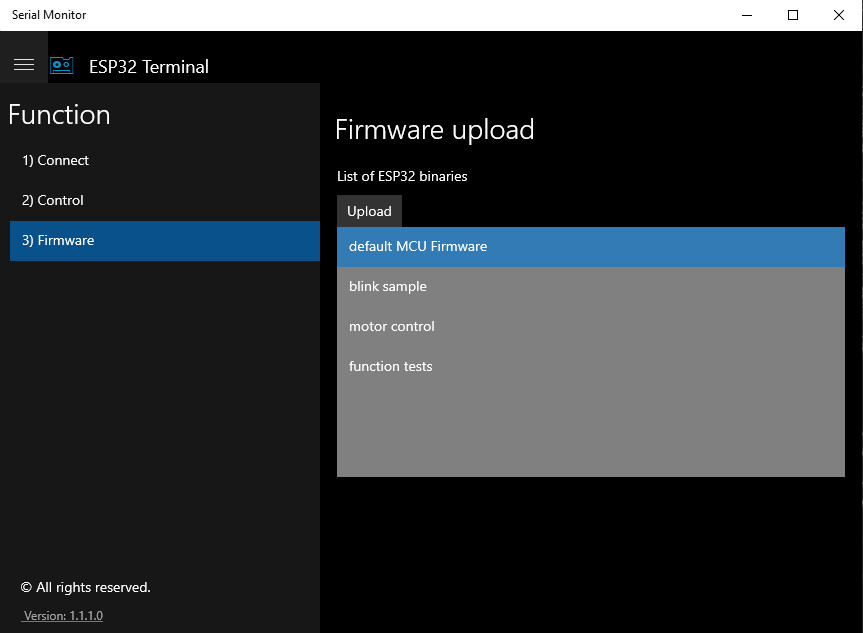 Serial Monitor
ESP32 Terminal
Function
1) Connect
2) Control
3) Firmware
© All rights reserved.
Version: 1.1.1.0
Firmware upload
List of ESP32 binaries
Upload
default MCU Firmware
blink sample
motor control
function tests